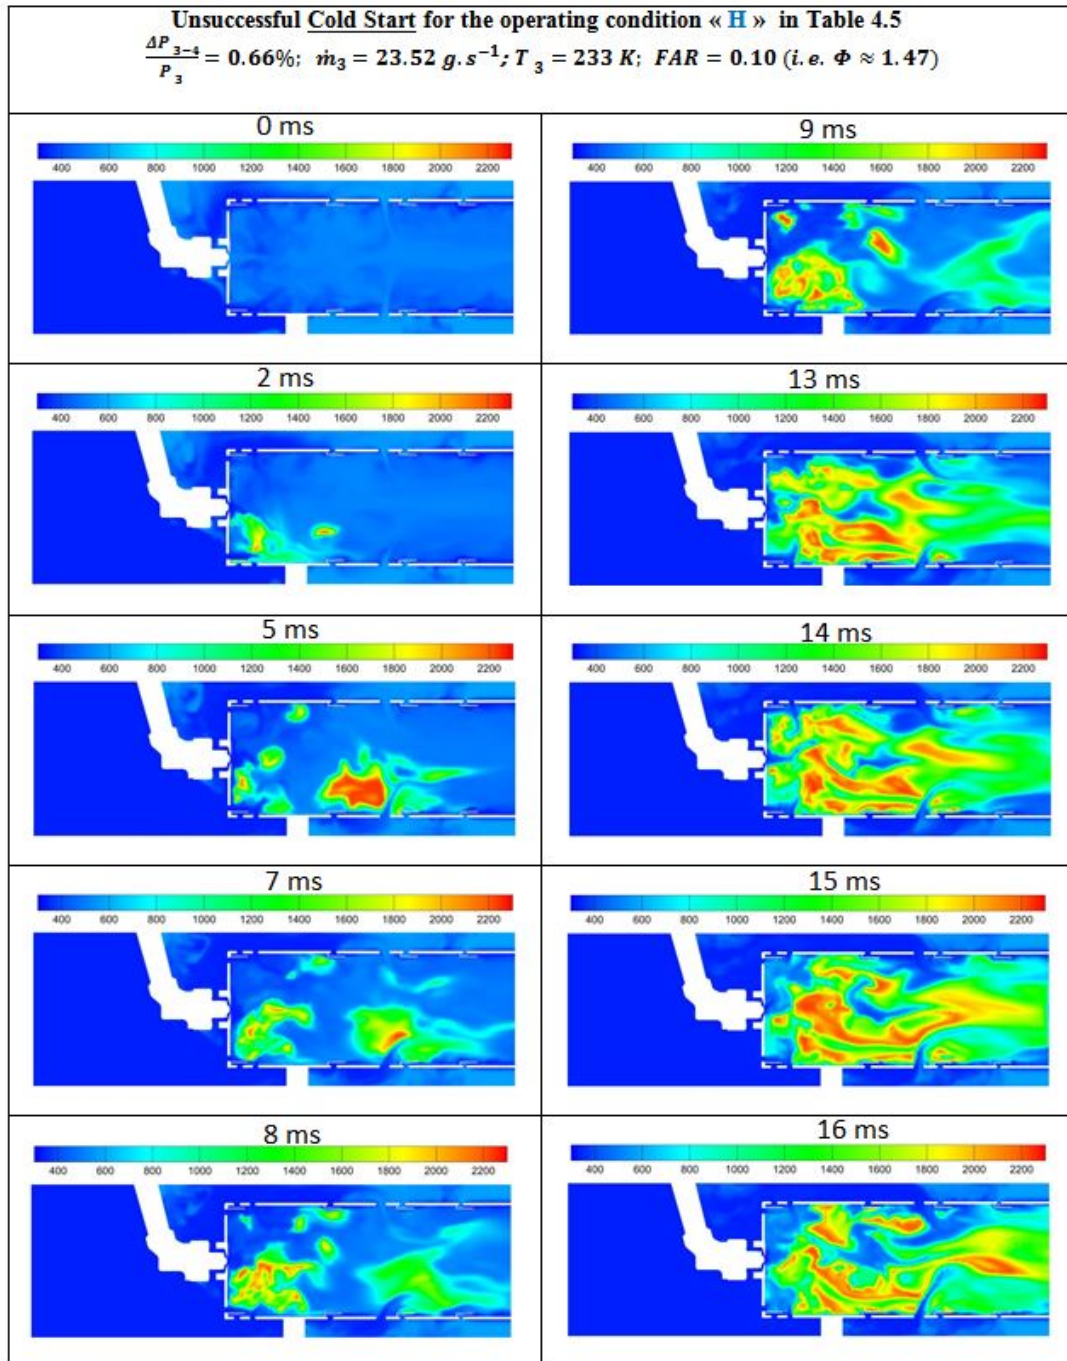 Unsuccessful Cold Start for the operating condition « H » in Table 4.5
ΔP 3-4 / P 3 = 0.66%; ṁ3 = 23.52 g.s⁻¹; T 3 = 233 K; FAR = 0.10 (i.e. Φ ≈ 1.47)
0 ms
400 600 800 1000 1200 1400 1600 1800 2000 2200
2 ms
400 600 800 1000 1200 1400 1600 1800 2000 2200
5 ms
400 600 800 1000 1200 1400 1600 1800 2000 2200
7 ms
400 600 800 1000 1200 1400 1600 1800 2000 2200
8 ms
400 600 800 1000 1200 1400 1600 1800 2000 2200
9 ms
400 600 800 1000 1200 1400 1600 1800 2000 2200
13 ms
400 600 800 1000 1200 1400 1600 1800 2000 2200
14 ms
400 600 800 1000 1200 1400 1600 1800 2000 2200
15 ms
400 600 800 1000 1200 1400 1600 1800 2000 2200
16 ms
400 600 800 1000 1200 1400 1600 1800 2000 2200